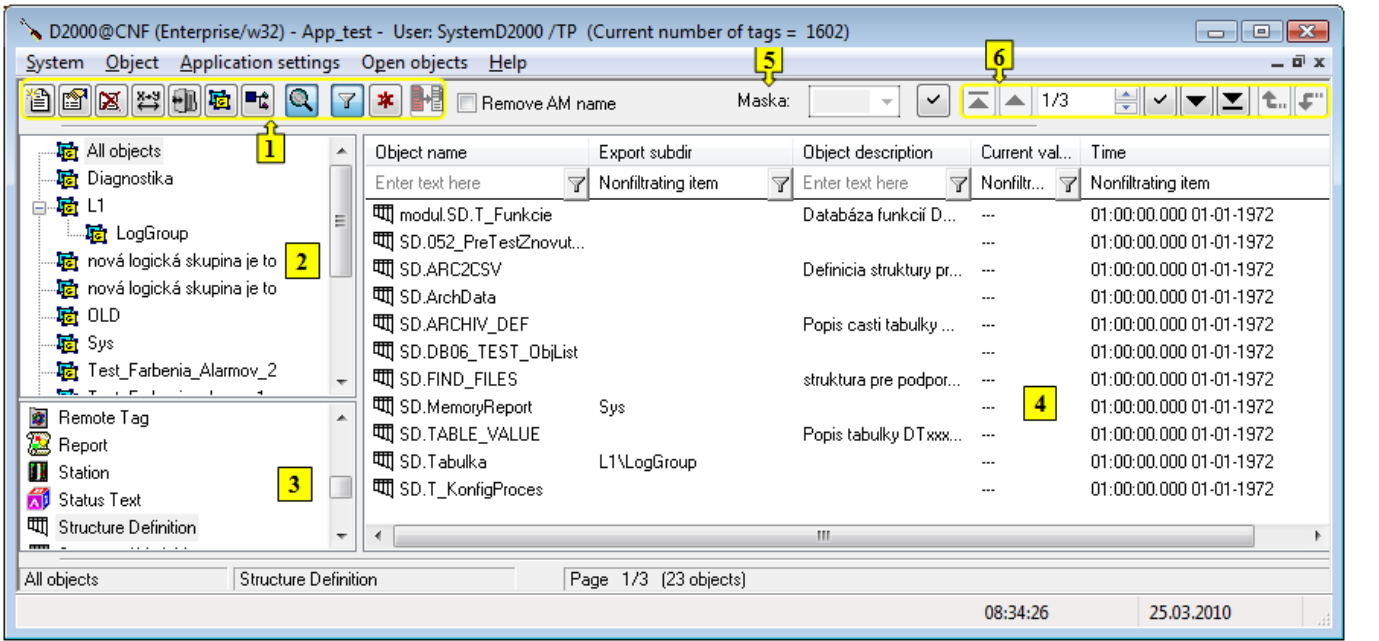 D2000@CNF (Enterprise/w32) - App_test - User: SystemD2000 /TP (Current number of tags = 1602)
System Object Application settings Open objects Help
5
6
Remove AM name Maska: 1/3
1
All objects
Diagnostika
L1
LogGroup
nová logická skupina je to
2
nová logická skupina je to
OLD
Sys
Test_Farbenia_Alarmov_2
Remote Tag
Report
Station
3
Status Text
Structure Definition
Object name Export subdir Object description Current val... Time
Enter text here Nonfiltrating item Enter text here Nonfiltr... Nonfiltrating item
modul.SD.T_Funkcie Databáza funkcií D... --- 01:00:00.000 01-01-1972
SD.052_PreTestZnovut... --- 01:00:00.000 01-01-1972
SD.ARC2CSV Definicia struktury pr... --- 01:00:00.000 01-01-1972
SD.ArchData --- 01:00:00.000 01-01-1972
SD.ARCHIV_DEF Popis casti tabulky ... --- 01:00:00.000 01-01-1972
SD.DB06_TEST_ObjList --- 01:00:00.000 01-01-1972
SD.FIND_FILES struktura pre podpor... --- 01:00:00.000 01-01-1972
SD.MemoryReport Sys --- 4 01:00:00.000 01-01-1972
SD.TABLE_VALUE Popis tabulky DTxxx... --- 01:00:00.000 01-01-1972
SD.Tabulka L1\LogGroup --- 01:00:00.000 01-01-1972
SD.T_KonfigProces --- 01:00:00.000 01-01-1972
All objects Structure Definition Page 1/3 (23 objects)
08:34:26 25.03.2010